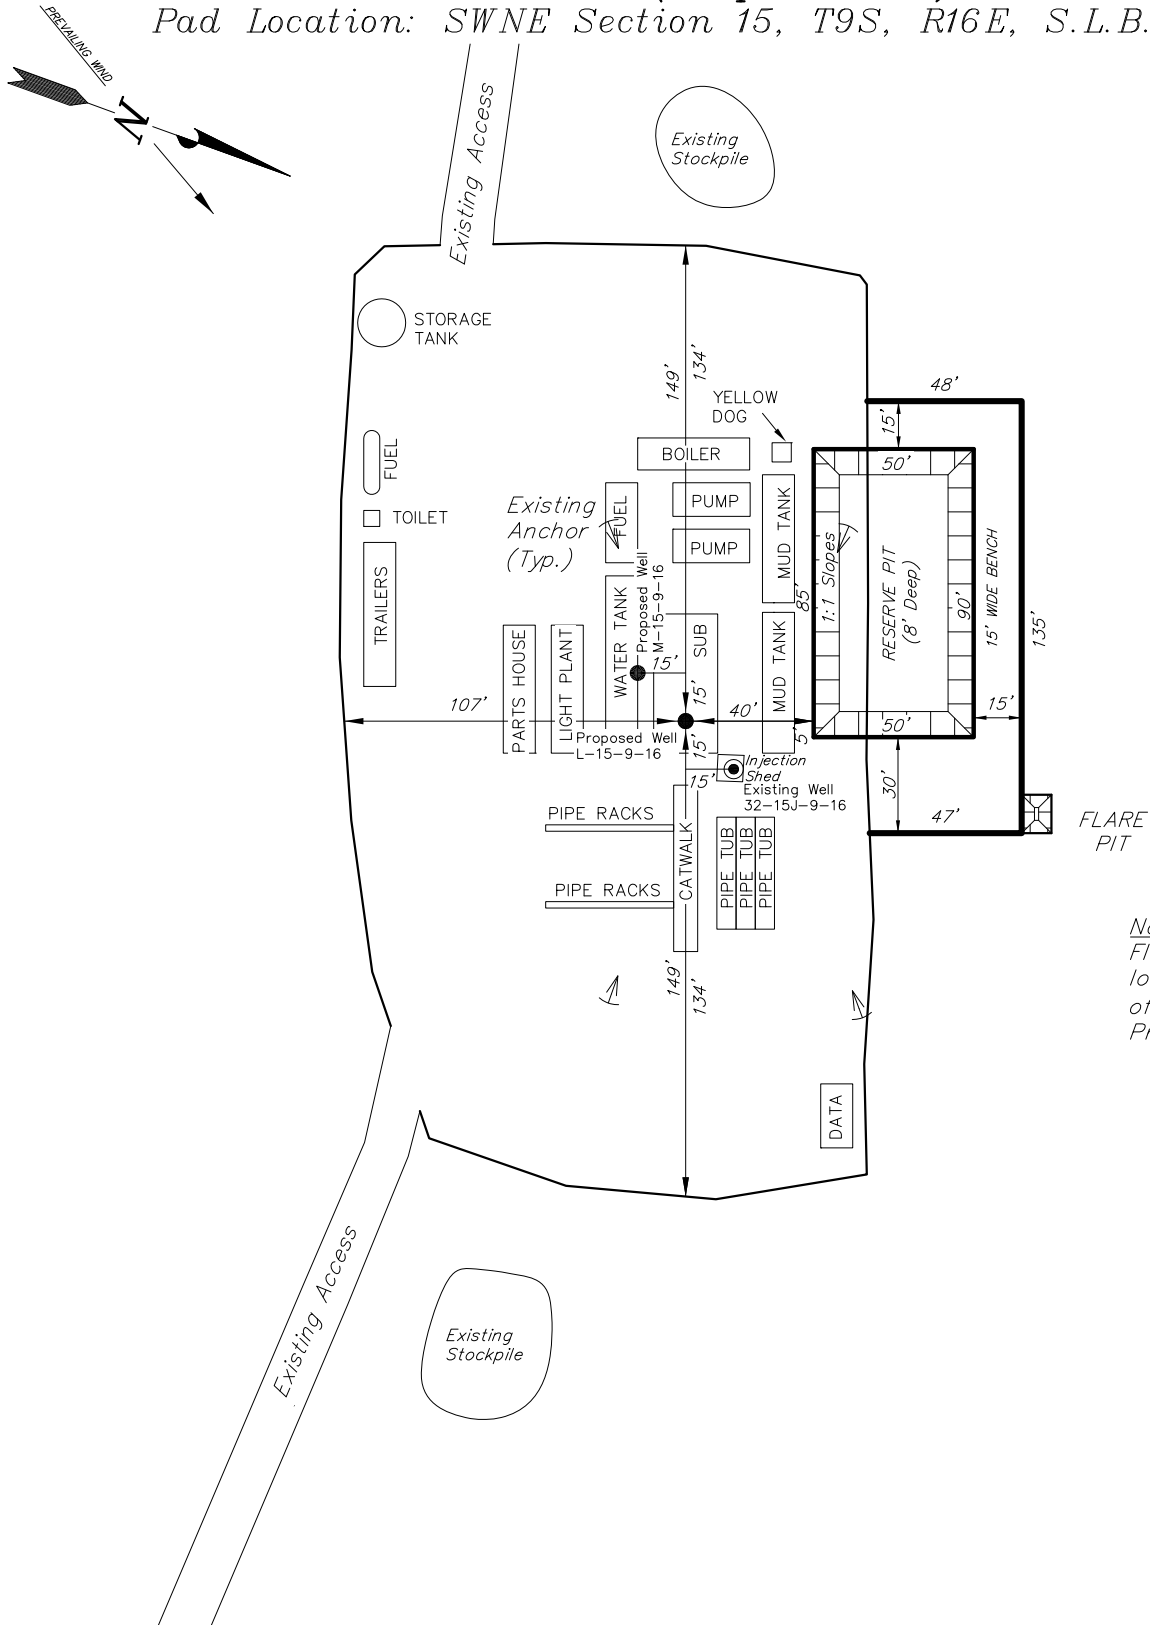 Pad Location: SWNE Section 15, T9S, R16E, S.L.B.
PREVAILING WIND
N
Existing Access
Existing
Stockpile
STORAGE
TANK
149'
134'
48'
YELLOW
DOG
15'
BOILER
50'
FUEL
Existing
Anchor
(Typ.)
FUEL
PUMP
MUD TANK
TOILET
PUMP
1:1 Slopes
RESERVE PIT
(8' Deep)
90'
15' WIDE BENCH
135'
TRAILERS
WATER TANK
Proposed Well
M-15-9-16
SUB
85'
PARTS HOUSE
LIGHT PLANT
15'
15'
MUD TANK
107'
40'
15'
50'
Proposed Well
L-15-9-16
15'
5'
Injection
Shed
15'
Existing Well
32-15J-9-16
30'
47'
PIPE RACKS
CATWALK
PIPE TUB
PIPE TUB
PIPE TUB
FLARE
PIT
PIPE RACKS
149'
134'
DATA
Existing Access
Existing
Stockpile